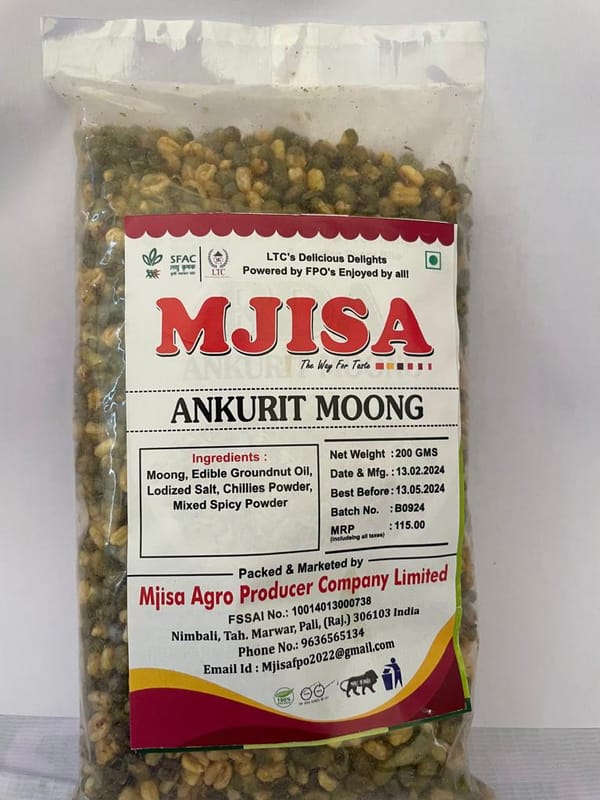 SFAC
लघु कृषक
LTC
LTC's Delicious Delights
Powered by FPO's Enjoyed by all!
MJISA
The Way For Taste
ANKURIT MOONG
Ingredients :
Moong, Edible Groundnut Oil,
Lodized Salt, Chillies Powder,
Mixed Spicy Powder
Net Weight : 200 GMS
Date & Mfg. : 13.02.2024
Best Before : 13.05.2024
Batch No. : B0924
MRP : 115.00
(including all taxes)
Packed & Marketed by
Mjisa Agro Producer Company Limited
FSSAI No.: 10014013000738
Nimbali, Tah. Marwar, Pali, (Raj.) 306103 India
Phone No.: 9636565134
Email Id : Mjisafpo2022@gmail.com
100%